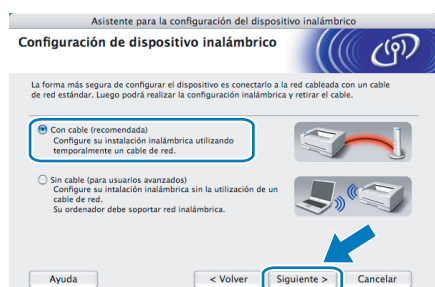 Asistente para la configuración del dispositivo inalámbrico
Configuración de dispositivo inalámbrico
La forma más segura de configurar el dispositivo es conectarlo a la red cableada con un cable
de red estándar. Luego podrá realizar la configuración inalámbrica y retirar el cable.
Con cable (recomendada)
Configure su instalación inalámbrica utilizando
temporalmente un cable de red.
Sin cable (para usuarios avanzados)
Configure su intalación inalámbrica sin la utilización de un
cable de red.
Su ordenador debe soportar red inalámbrica.
Ayuda
< Volver
Siguiente >
Cancelar